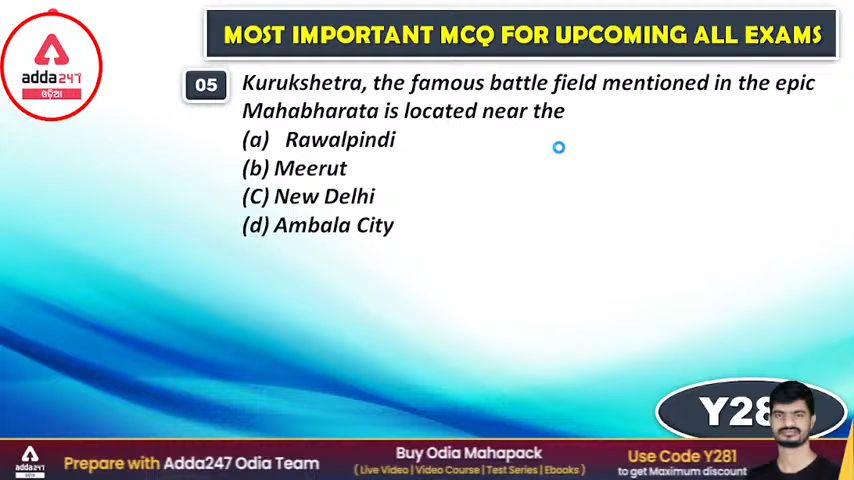 MOST IMPORTANT MCQ FOR UPCOMING ALL EXAMS
adda247
ଓଡ଼ିଆ
05 Kurukshetra, the famous battle field mentioned in the epic
Mahabharata is located near the
(a) Rawalpindi
(b) Meerut
(C) New Delhi
(d) Ambala City
Y28
adda247
Prepare with Adda247 Odia Team
Buy Odia Mahapack
( Live Video | Video Course | Test Series | Ebooks )
Use Code Y281
to get Maximum discount